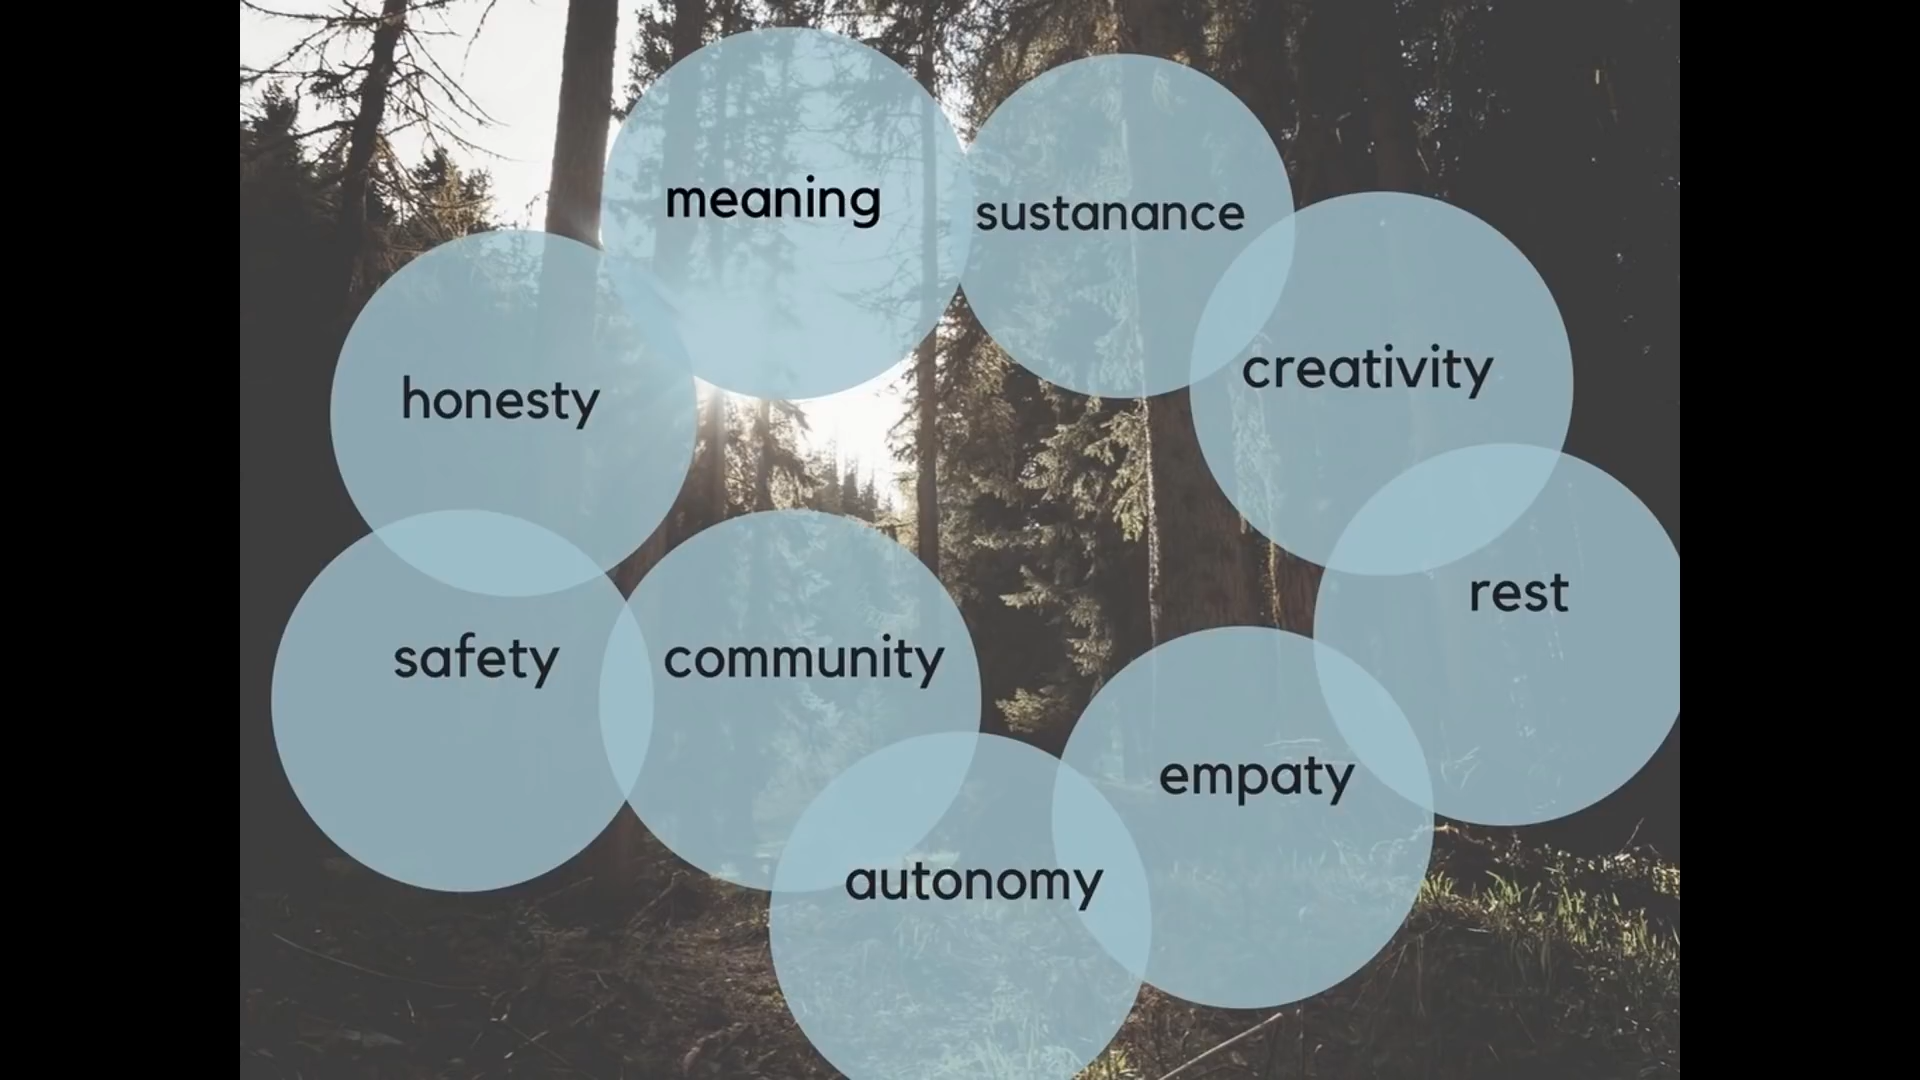 meaning
sustanance
creativity
honesty
rest
safety
community
empaty
autonomy